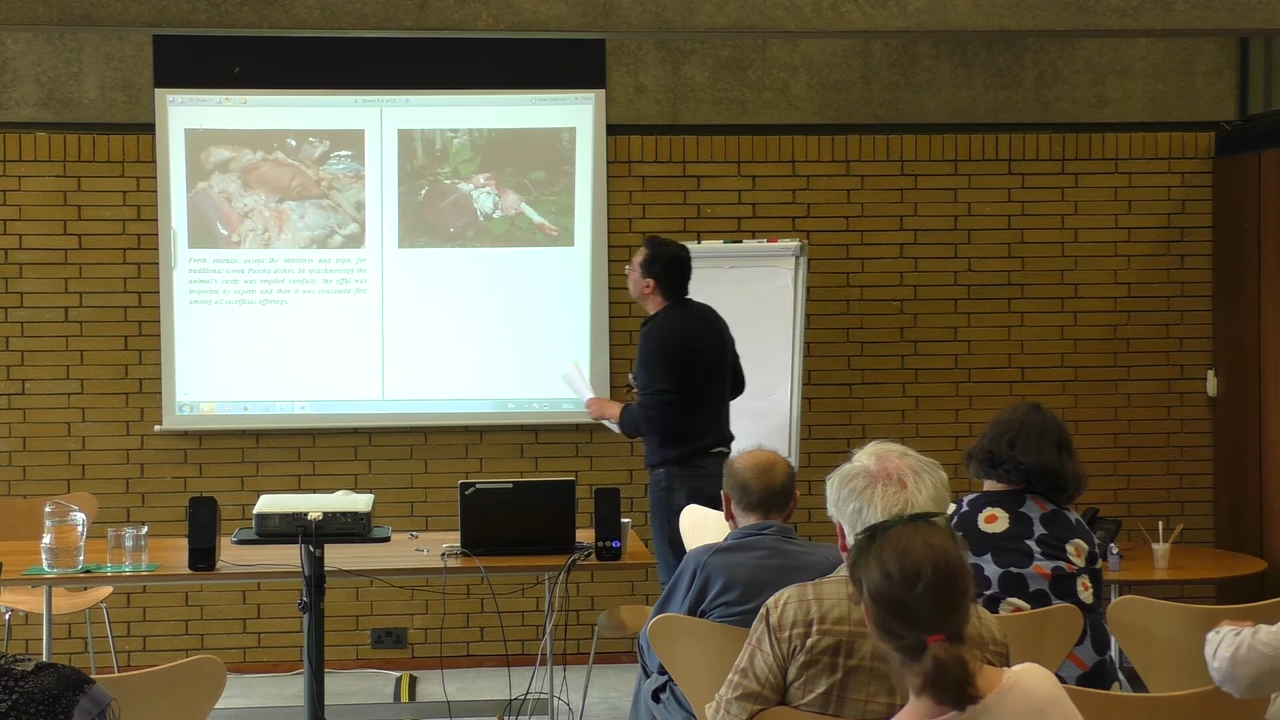 Fresh entrails, except the intestines and tripe, for
traditional Greek Pascha dishes. In splachnoscopy the
animal's cavity was emptied carefully, the offal was
inspected by experts and then it was consumed first
among all sacrificial offerings.